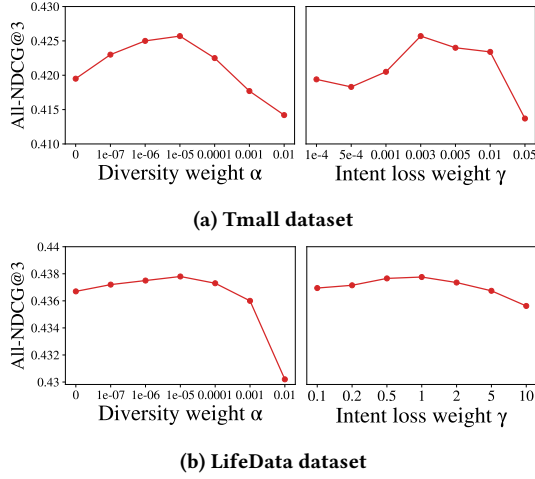 All-NDCG@3
0.430
0.425
0.420
0.415
0.410
0 1e-07 1e-06 1e-05 0.0001 0.001 0.01
Diversity weight α
1e-4 5e-4 0.001 0.003 0.005 0.01 0.05
Intent loss weight γ
(a) Tmall dataset
All-NDCG@3
0.44
0.438
0.436
0.434
0.432
0.43
0 1e-07 1e-06 1e-05 0.0001 0.001 0.01
Diversity weight α
0.1 0.2 0.5 1 2 5 10
Intent loss weight γ
(b) LifeData dataset